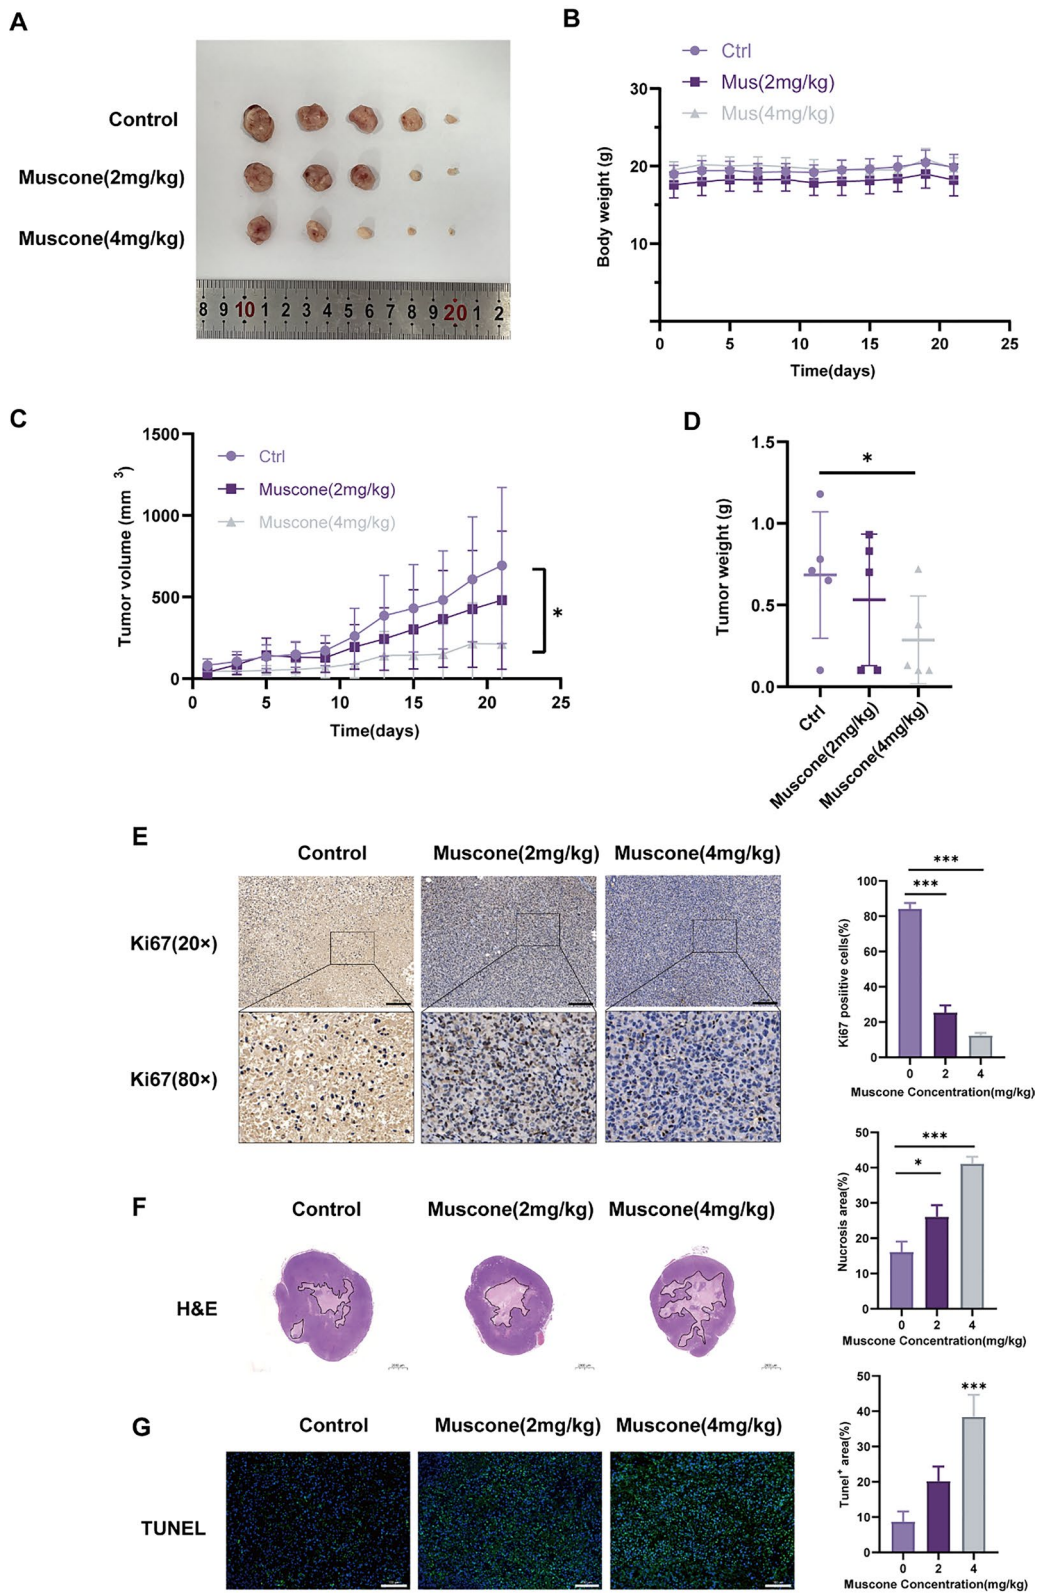 A
Control
Muscone(2mg/kg)
Muscone(4mg/kg)
8 9 10 1 2 3 4 5 6 7 8 9 20 1 2
B
Ctrl
Mus(2mg/kg)
Mus(4mg/kg)
Body weight (g)
30
20
10
0 5 10 15 20 25
Time(days)
C
Ctrl
Muscone(2mg/kg)
Muscone(4mg/kg)
Tumor volume (mm 3)
1500
1000
500
0
*
0 5 10 15 20 25
Time(days)
D
Tumor weight (g)
1.5
1.0
0.5
0.0
*
Ctrl
Muscone(2mg/kg)
Muscone(4mg/kg)
E
Control Muscone(2mg/kg) Muscone(4mg/kg)
Ki67(20×)
Ki67(80×)
Ki67 posiitive cells(%)
100
80
60
40
20
0
***
***
0 2 4
Muscone Concentration(mg/kg)
F
Control Muscone(2mg/kg) Muscone(4mg/kg)
H&E
Nucrosis area(%)
50
40
30
20
10
0
***
*
0 2 4
Muscone Concentration(mg/kg)
G
Control Muscone(2mg/kg) Muscone(4mg/kg)
TUNEL
Tunel+ area(%)
50
40
30
20
10
0
***
0 2 4
Muscone Concentration(mg/kg)